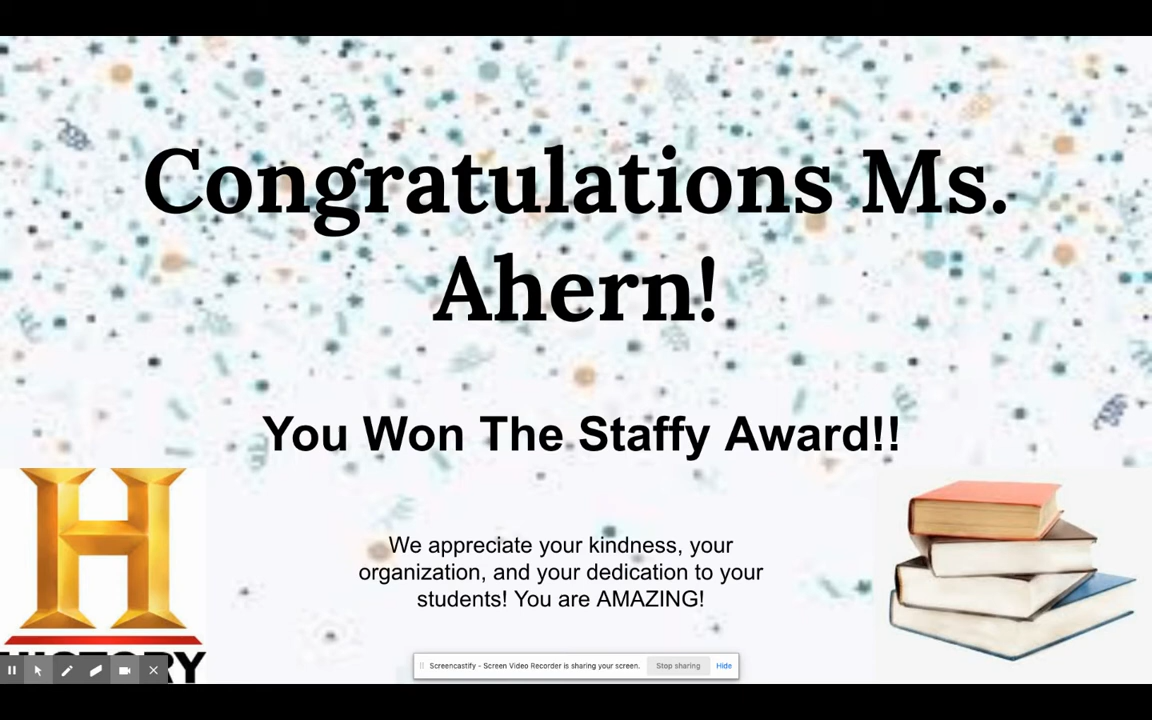 Congratulations Ms.
Ahern!
You Won The Staffy Award!!
We appreciate your kindness, your
organization, and your dedication to your
students! You are AMAZING!
H
HISTORY
Screencastify - Screen Video Recorder is sharing your screen. Stop sharing Hide